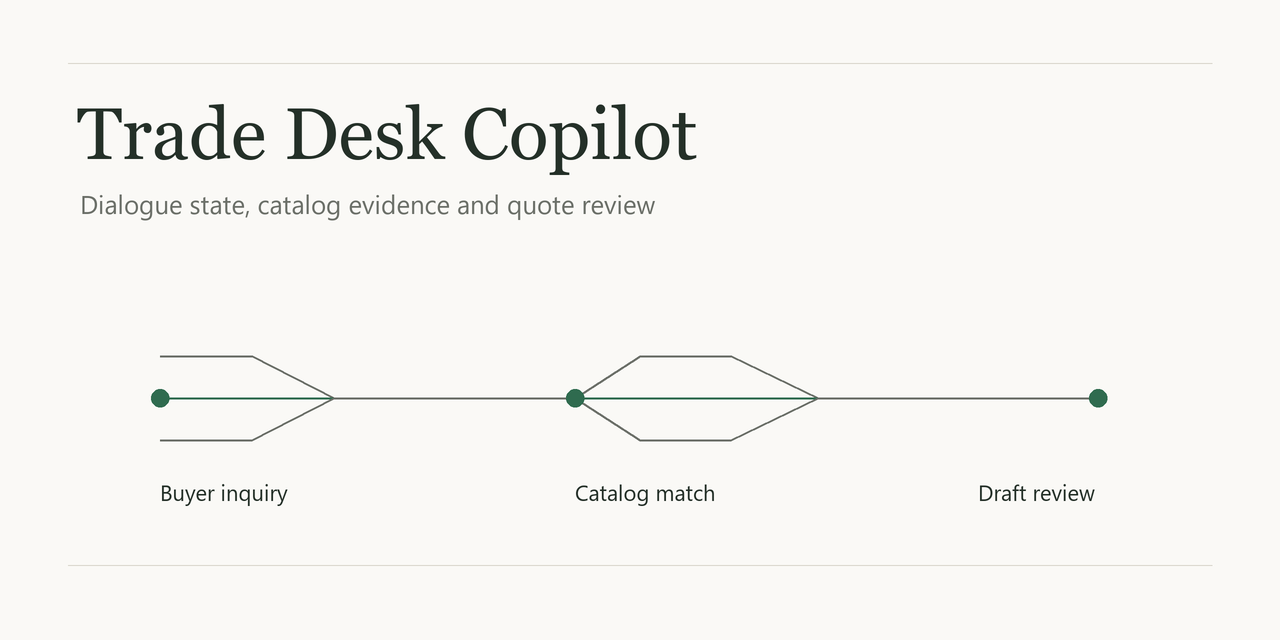 Trade Desk Copilot
Dialogue state, catalog evidence and quote review
Buyer inquiry
Catalog match
Draft review